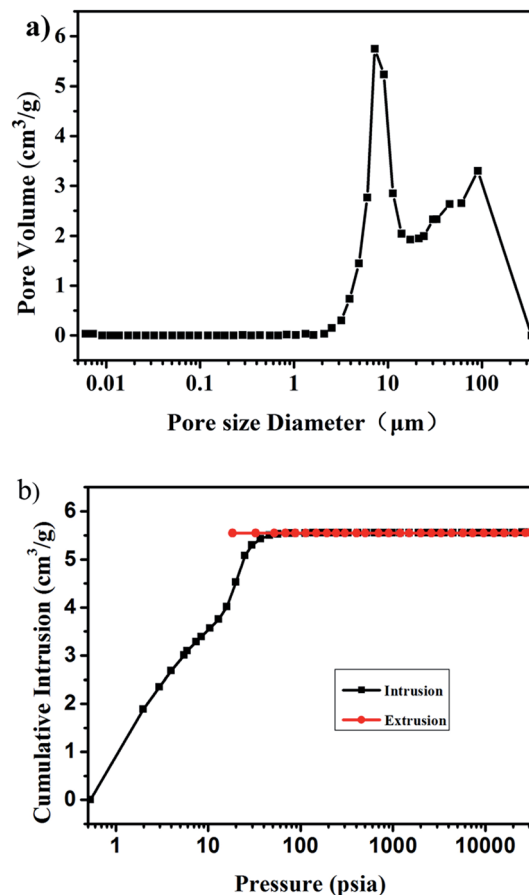 a)
Pore Volume (cm³/g)
6
5
4
3
2
1
0
0.01 0.1 1 10 100
Pore size Diameter（μm）
b)
Cumulative Intrusion (cm³/g)
6
5
4
3
2
1
0
Intrusion
Extrusion
1 10 100 1000 10000
Pressure (psia)